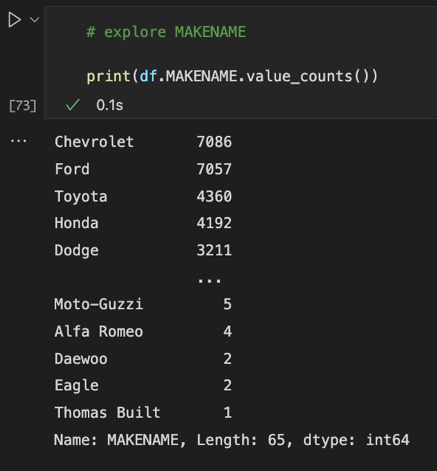 # explore MAKENAME
print(df.MAKENAME.value_counts())
[73] 0.1s
... Chevrolet 7086
Ford 7057
Toyota 4360
Honda 4192
Dodge 3211
...
Moto-Guzzi 5
Alfa Romeo 4
Daewoo 2
Eagle 2
Thomas Built 1
Name: MAKENAME, Length: 65, dtype: int64